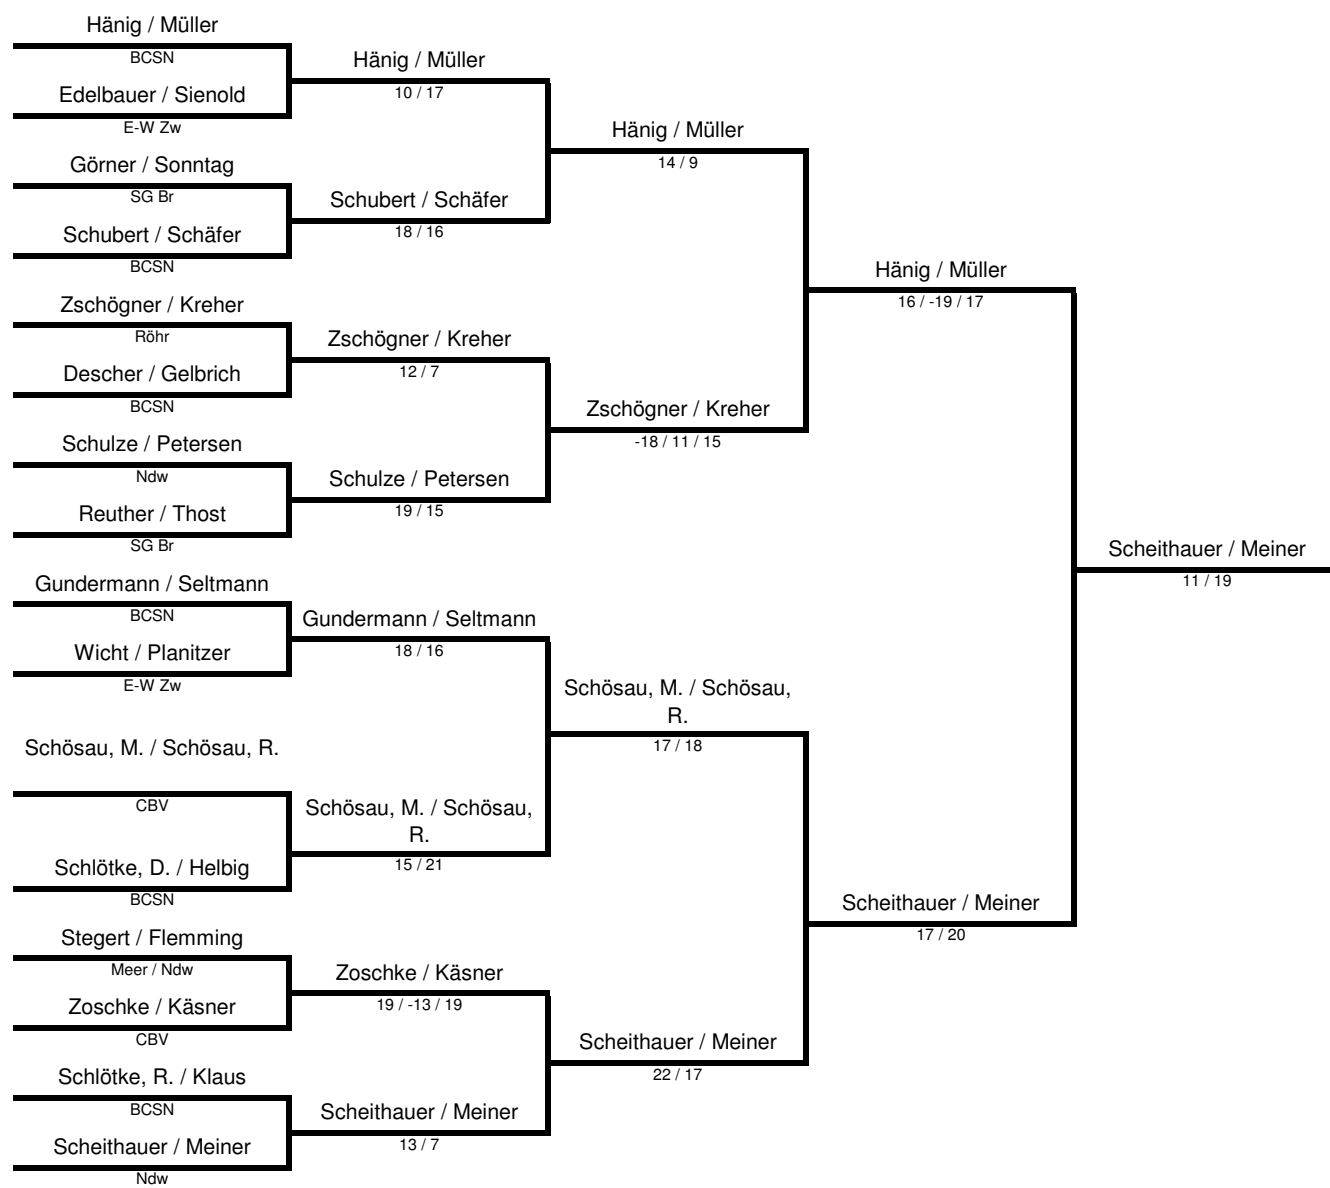 Hänig / Müller
BCSN
Edelbauer / Sienold
E-W Zw
Görner / Sonntag
SG Br
Schubert / Schäfer
BCSN
Zschögner / Kreher
Röhr
Descher / Gelbrich
BCSN
Schulze / Petersen
Ndw
Reuther / Thost
SG Br
Gundermann / Seltmann
BCSN
Wicht / Planitzer
E-W Zw
Schösau, M. / Schösau, R.
CBV
Schlötke, D. / Helbig
BCSN
Stegert / Flemming
Meer / Ndw
Zoschke / Käsner
CBV
Schlötke, R. / Klaus
BCSN
Scheithauer / Meiner
Ndw
Hänig / Müller
10 / 17
Schubert / Schäfer
18 / 16
Zschögner / Kreher
12 / 7
Schulze / Petersen
19 / 15
Gundermann / Seltmann
18 / 16
Schösau, M. / Schösau,
R.
15 / 21
Zoschke / Käsner
19 / -13 / 19
Scheithauer / Meiner
13 / 7
Hänig / Müller
14 / 9
Zschögner / Kreher
-18 / 11 / 15
Schösau, M. / Schösau,
R.
17 / 18
Scheithauer / Meiner
22 / 17
Hänig / Müller
16 / -19 / 17
Scheithauer / Meiner
17 / 20
Scheithauer / Meiner
11 / 19